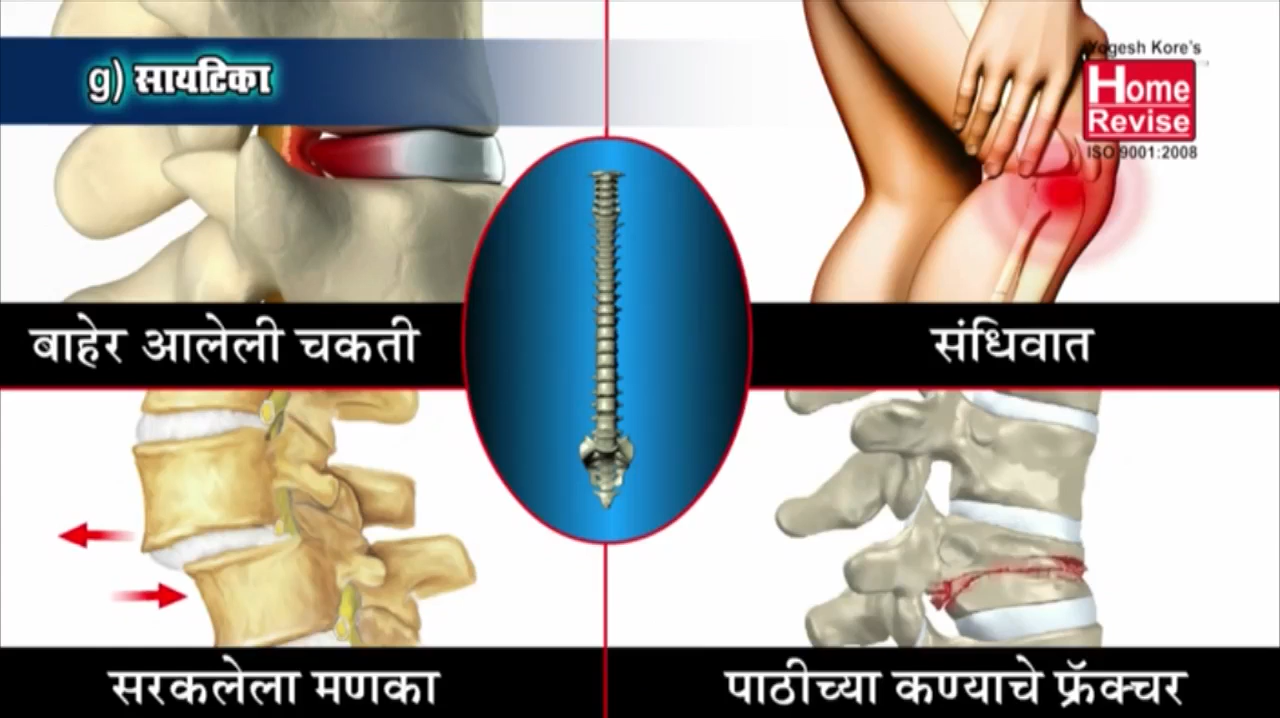 g) सायटिका
Yogesh Kore's
Home
Revise
ISO 9001:2008
बाहेर आलेली चकती
संधिवात
सरकलेला मणका
पाठीच्या कण्याचे फ्रॅक्चर